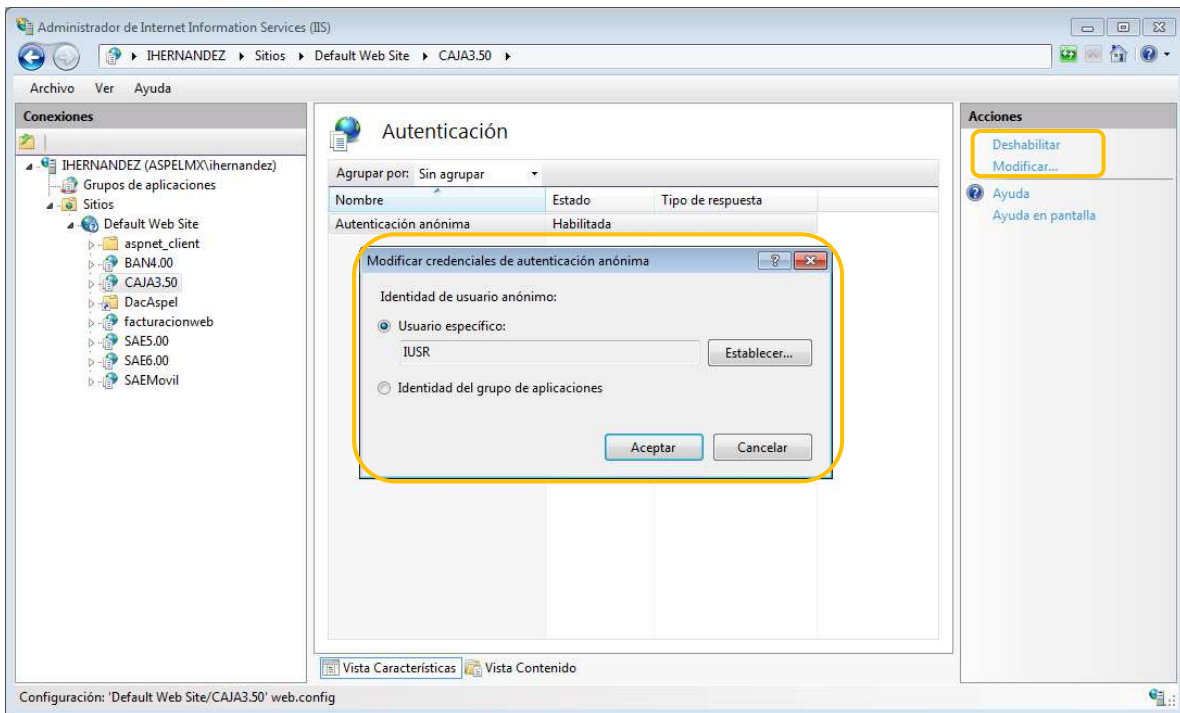 Administrador de Internet Information Services (IIS)
IHERNANDEZ Sitios Default Web Site CAJA3.50
Archivo Ver Ayuda
Conexiones
IHERNANDEZ (ASPELMX\ihernandez)
Grupos de aplicaciones
Sitios
Default Web Site
aspnet_client
BAN4.00
CAJA3.50
DacAspel
facturacionweb
SAE5.00
SAE6.00
SAEMovil
Autenticación
Agrupar por: Sin agrupar
Nombre Estado Tipo de respuesta
Autenticación anónima Habilitada
Modificar credenciales de autenticación anónima
Identidad de usuario anónimo:
Usuario específico:
IUSR Establecer...
Identidad del grupo de aplicaciones
Aceptar Cancelar
Vista Características Vista Contenido
Acciones
Deshabilitar
Modificar...
Ayuda
Ayuda en pantalla
Configuración: 'Default Web Site/CAJA3.50' web.config